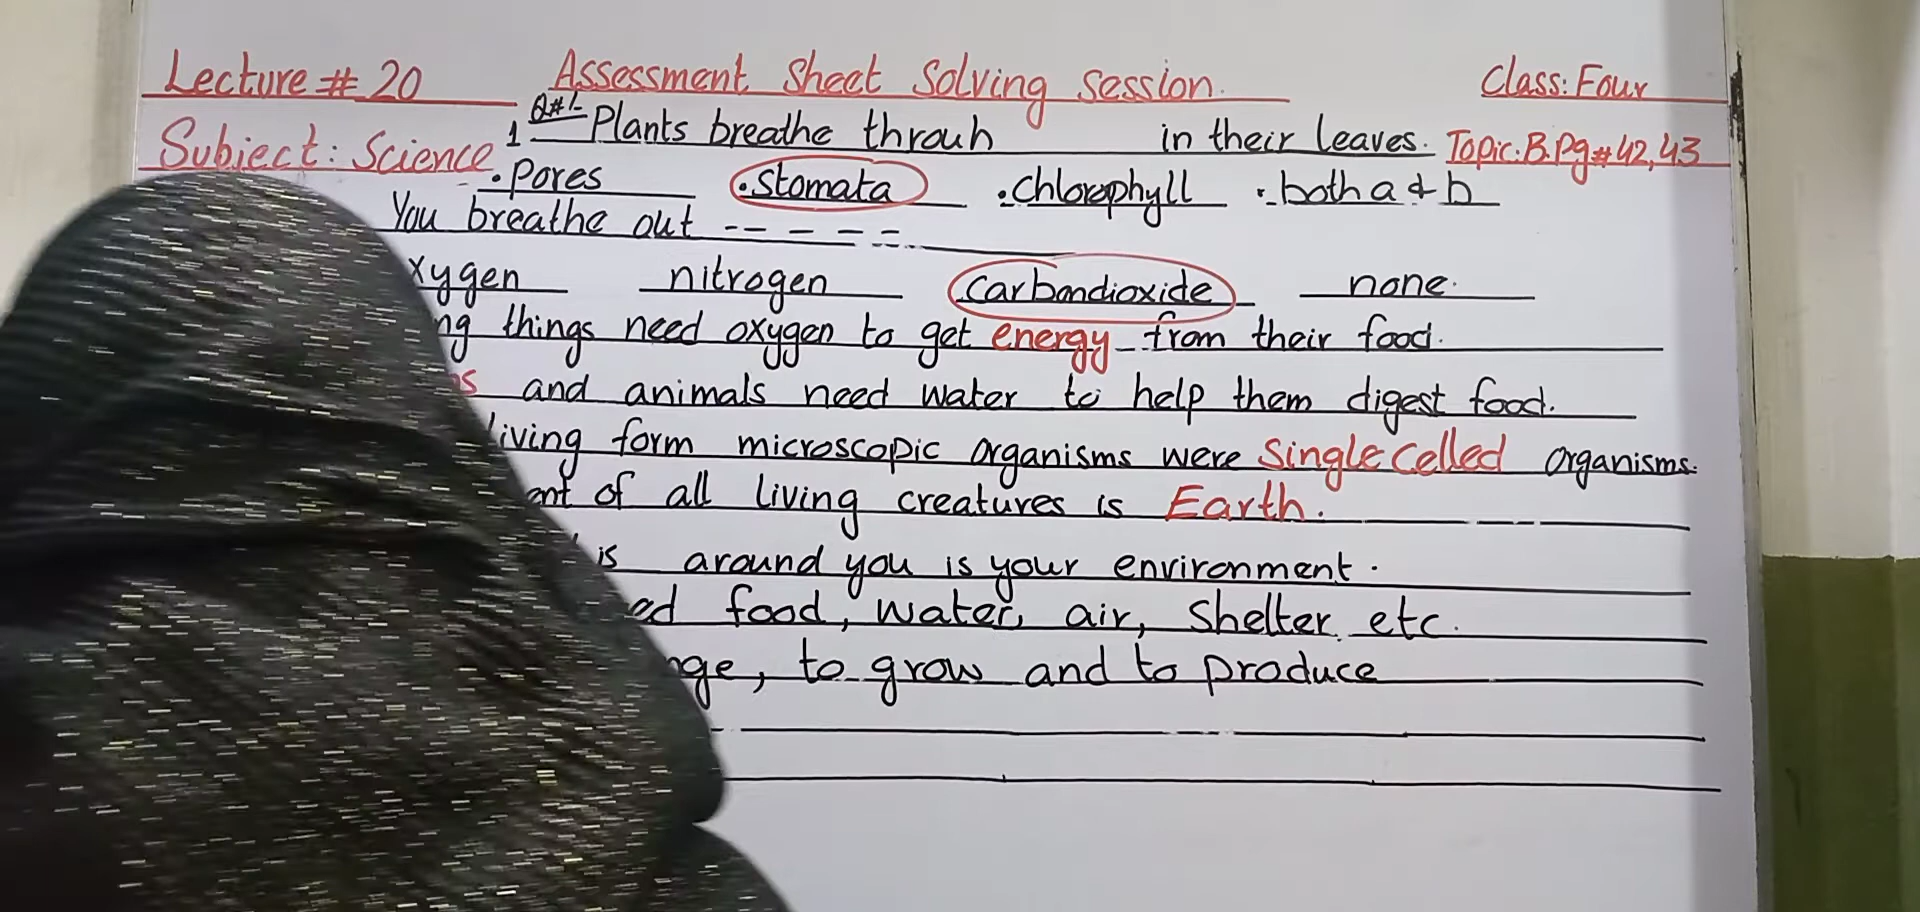 Lecture # 20 Assessment Sheet Solving Session. Class: Four
Subject: Science Topic: B.Pg#42,43
Q#1-
1 Plants breathe throuh in their leaves.
. Pores . Stomata . Chlorophyll . both a & b
You breathe out -- - - - -
xygen nitrogen carbondioxide none.
ng things need oxygen to get energy from their food.
and animals need water to help them digest food.
living form microscopic organisms were Single Celled organisms.
ent of all living creatures is Earth.
is around you is your environment.
ed food, water, air, Shelter etc.
nge, to grow and to produce